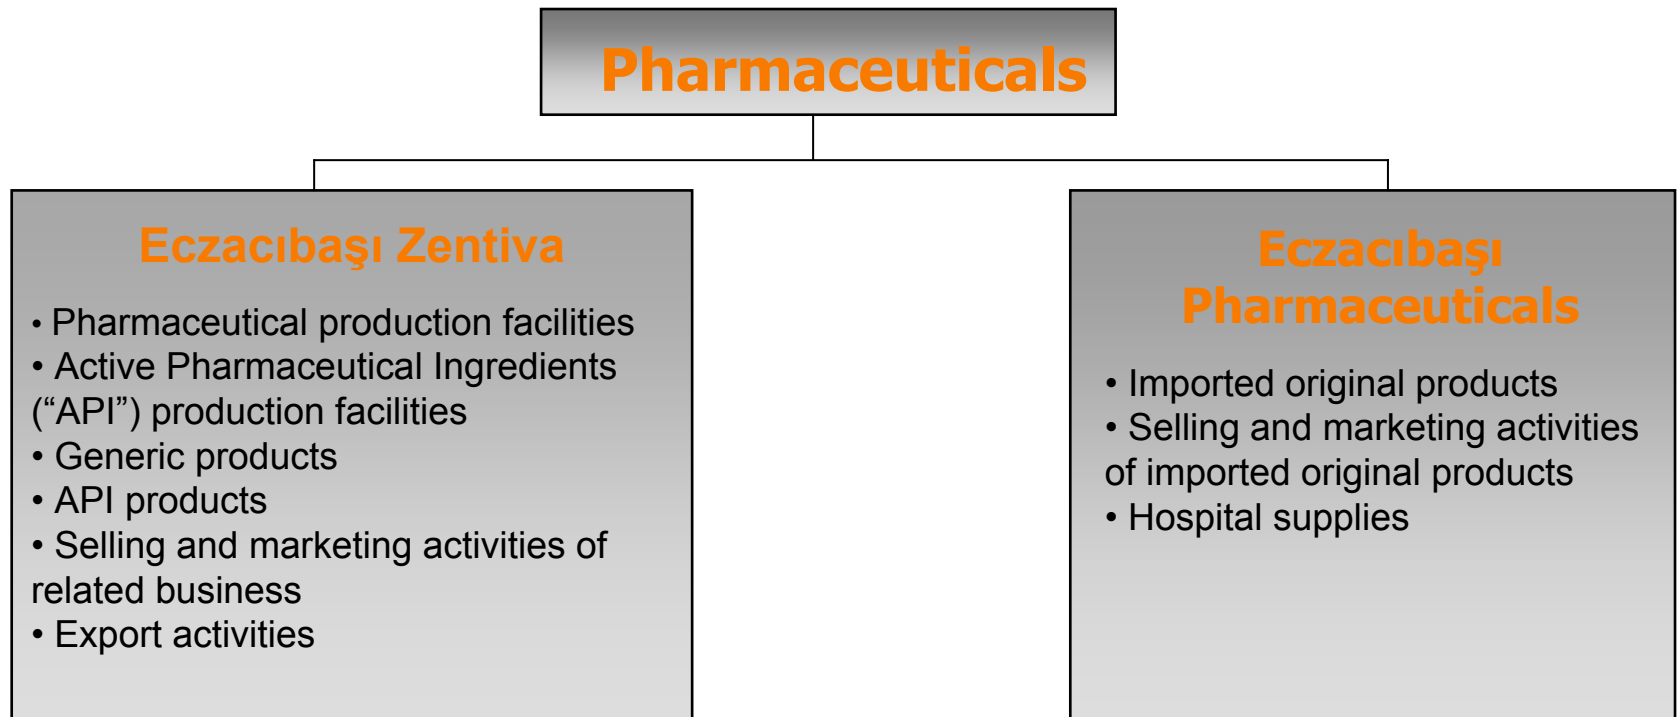 Pharmaceuticals
Eczacıbaşı Zentiva
• Pharmaceutical production facilities
• Active Pharmaceutical Ingredients
(“API”) production facilities
• Generic products
• API products
• Selling and marketing activities of
related business
• Export activities
Eczacıbaşı
Pharmaceuticals
• Imported original products
• Selling and marketing activities
of imported original products
• Hospital supplies